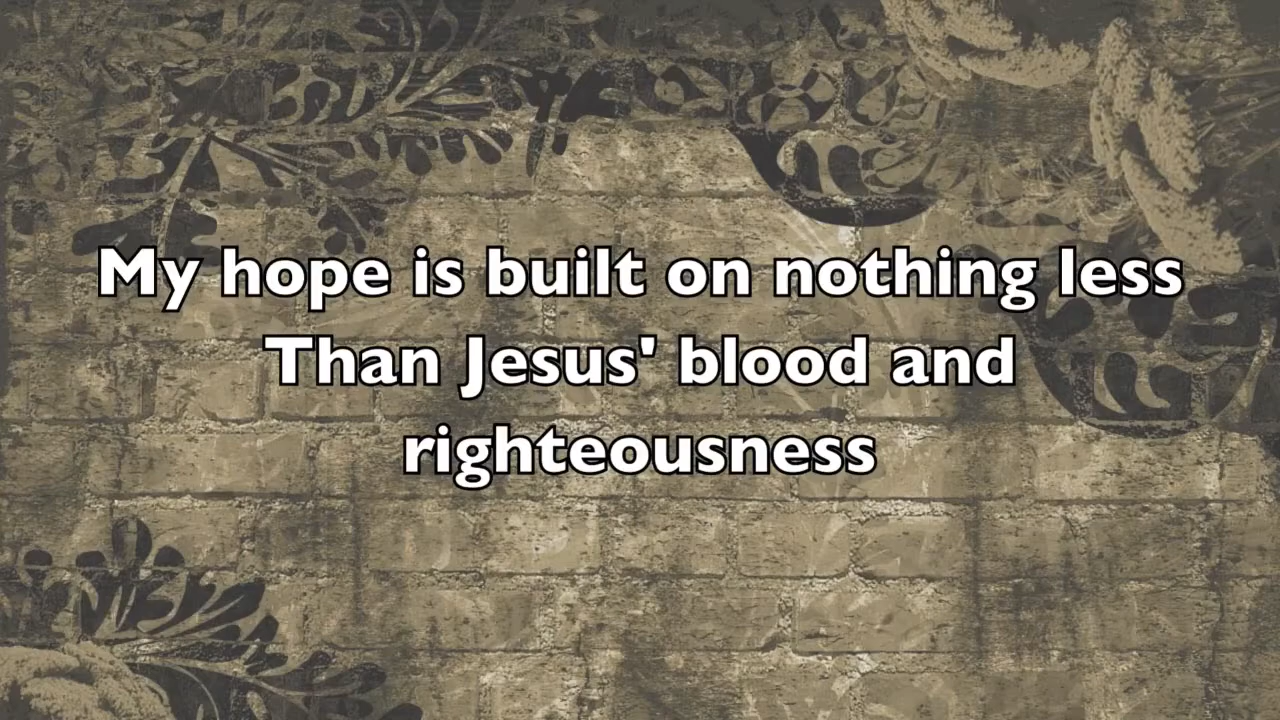 My hope is built on nothing less
Than Jesus' blood and
righteousness